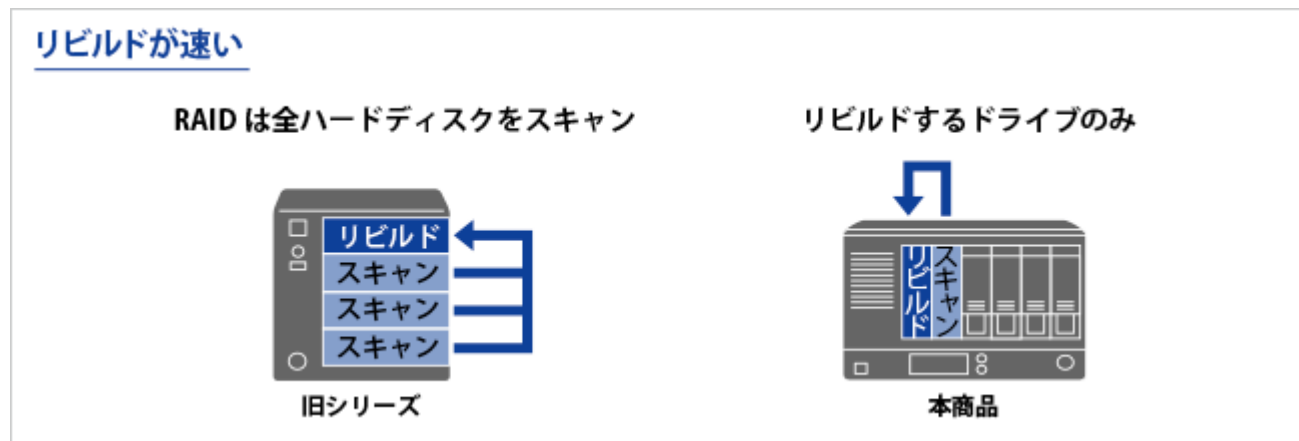 リビルドが速い
RAID は全ハードディスクをスキャン
リビルドするドライブのみ
リビルド
スキャン
スキャン
スキャン
旧シリーズ
リビルド
スキャン
本商品